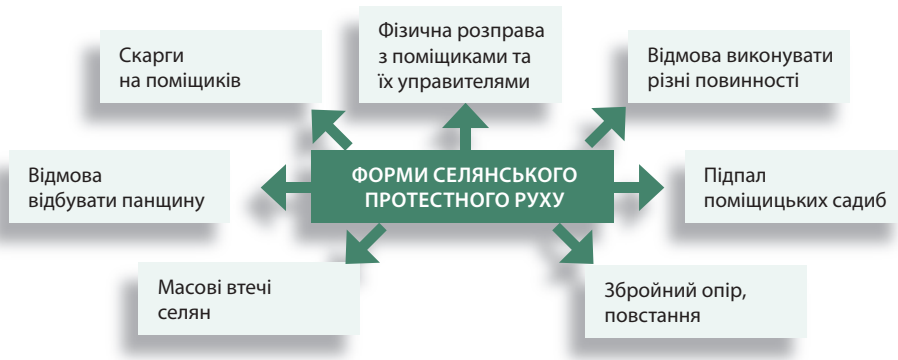 Скарги
на поміщиків
Фізична розправа
з поміщиками та
їх управителями
Відмова виконувати
різні повинності
Відмова
відбувати панщину
ФОРМИ СЕЛЯНСЬКОГО
ПРОТЕСТНОГО РУХУ
Підпал
поміщицьких садиб
Масові втечі
селян
Збройний опір,
повстання